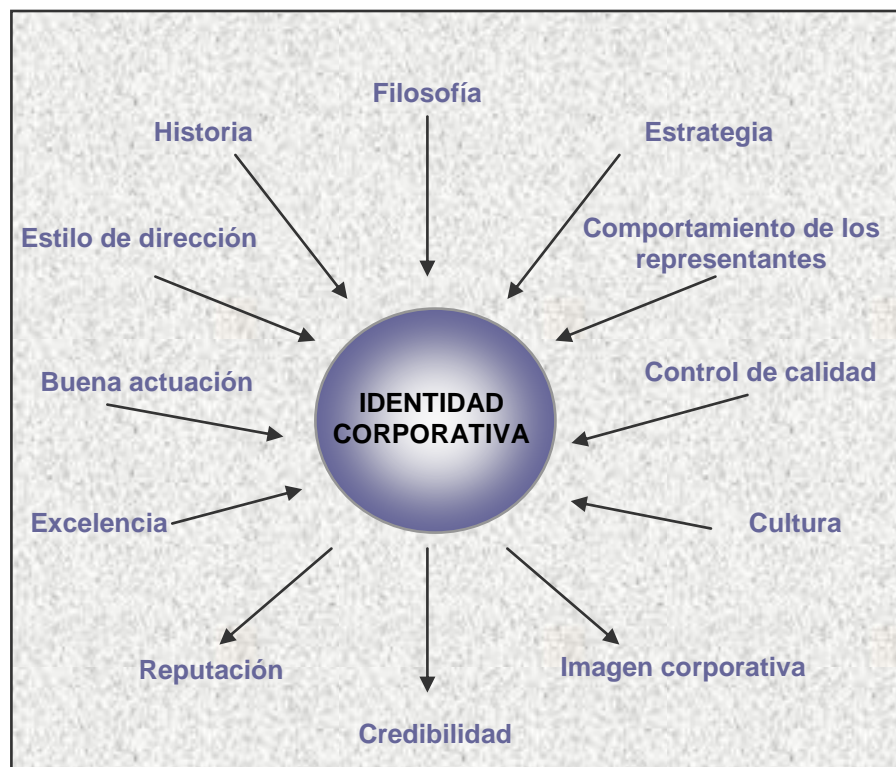 Filosofía
Historia
Estrategia
Estilo de dirección
Comportamiento de los
representantes
Buena actuación
Control de calidad
IDENTIDAD
CORPORATIVA
Excelencia
Cultura
Reputación
Imagen corporativa
Credibilidad